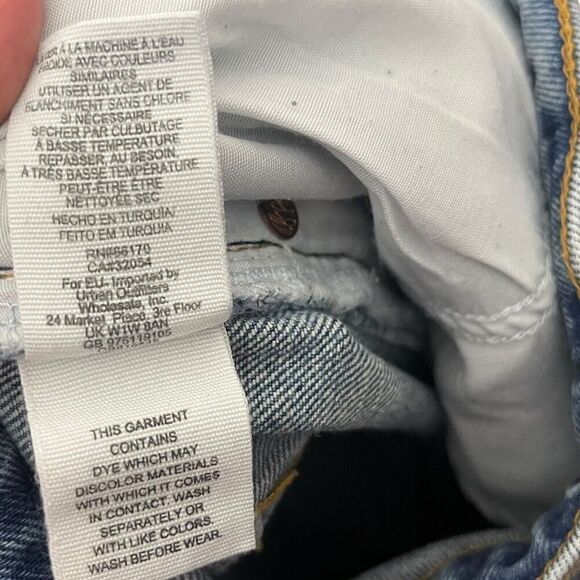 À LA MACHINE À L'EAU
FROIDE AVEC COULEURS
SIMILAIRES
UTILISER UN AGENT DE
BLANCHIMENT SANS CHLORE
SI NÉCESSAIRE
SÉCHER PAR CULBUTAGE
À BASSE TEMPÉRATURE
REPASSER, AU BESOIN,
À TRÈS BASSE TEMPÉRATURE
PEUT-ÊTRE ÊTRE
NETTOYÉE SEC
HECHO EN TURQUIA
FEITO EM TURQUIA
RN#66170
CA#32054
For EU- Imported by
Urban Outfitters
Wholesale, Inc.
24 Market Place, 3re Floor
UK W1W 8AN
GB
THIS GARMENT
CONTAINS
DYE WHICH MAY
DISCOLOR MATERIALS
WITH WHICH IT COMES
IN CONTACT. WASH
SEPARATELY OR
WITH LIKE COLORS.
WASH BEFORE WEAR.